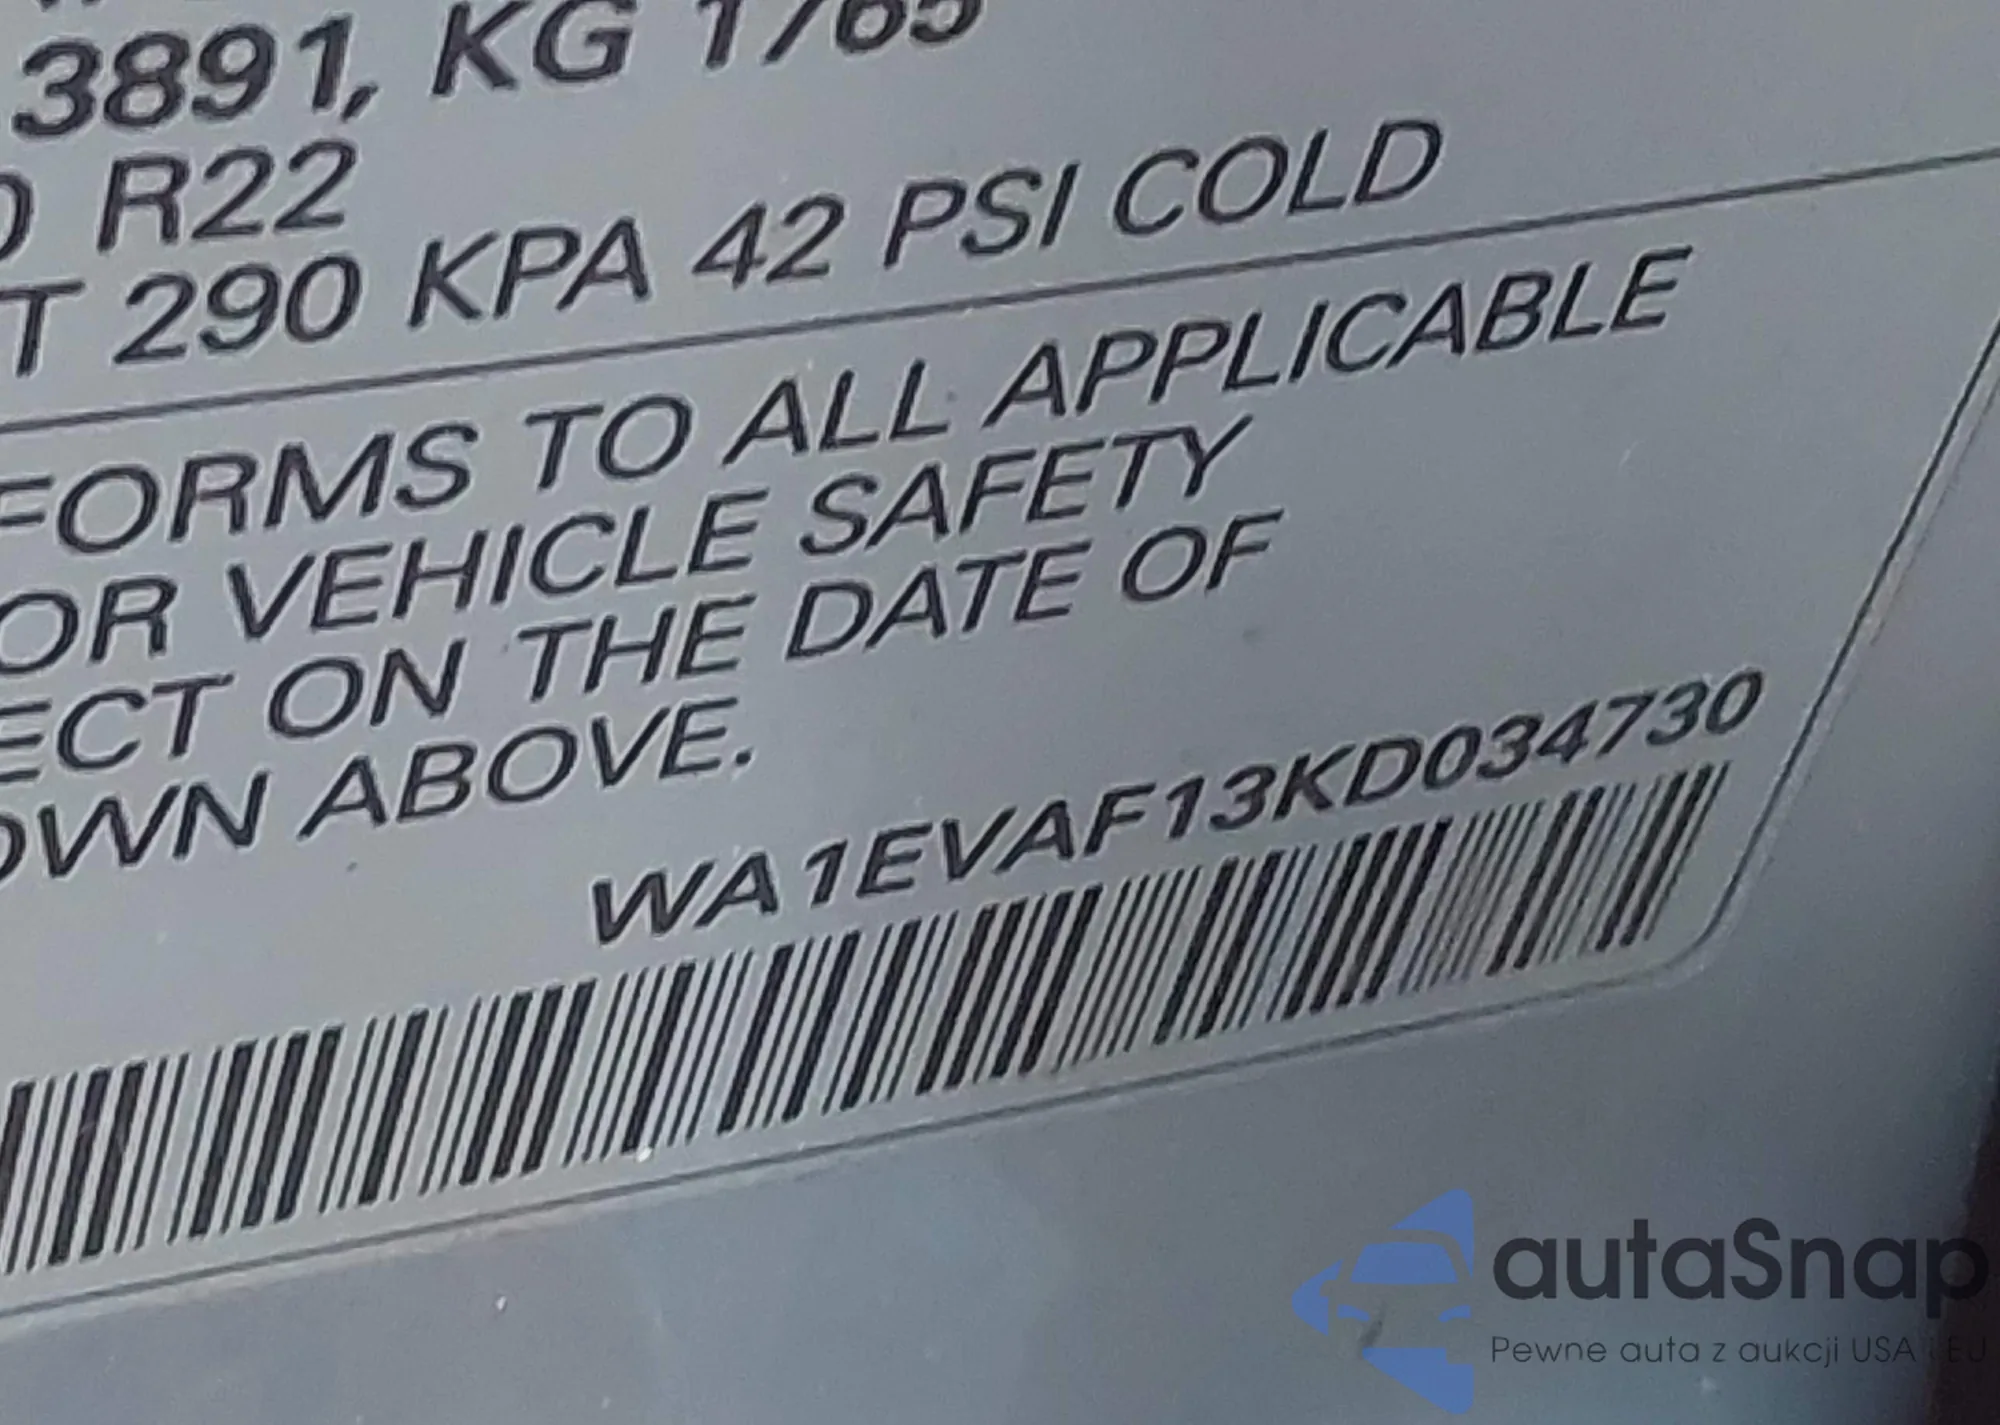 3891, KG 1765
R22
T 290 KPA 42 PSI COLD
FORMS TO ALL APPLICABLE
OR VEHICLE SAFETY
ECT ON THE DATE OF
OWN ABOVE.
WA1EVAF13KD034730
autaSnap
Pewne auta z aukcji USA i EU